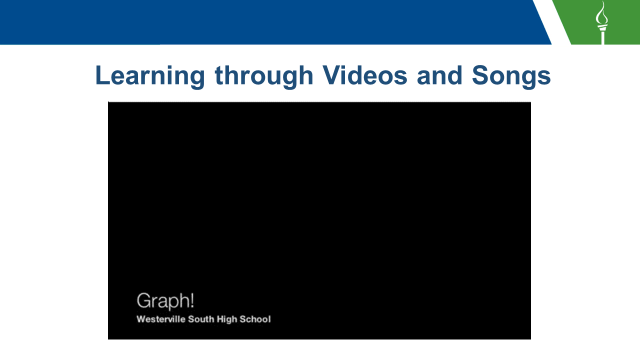 Learning through Videos and Songs
Graph!
Westerville South High School